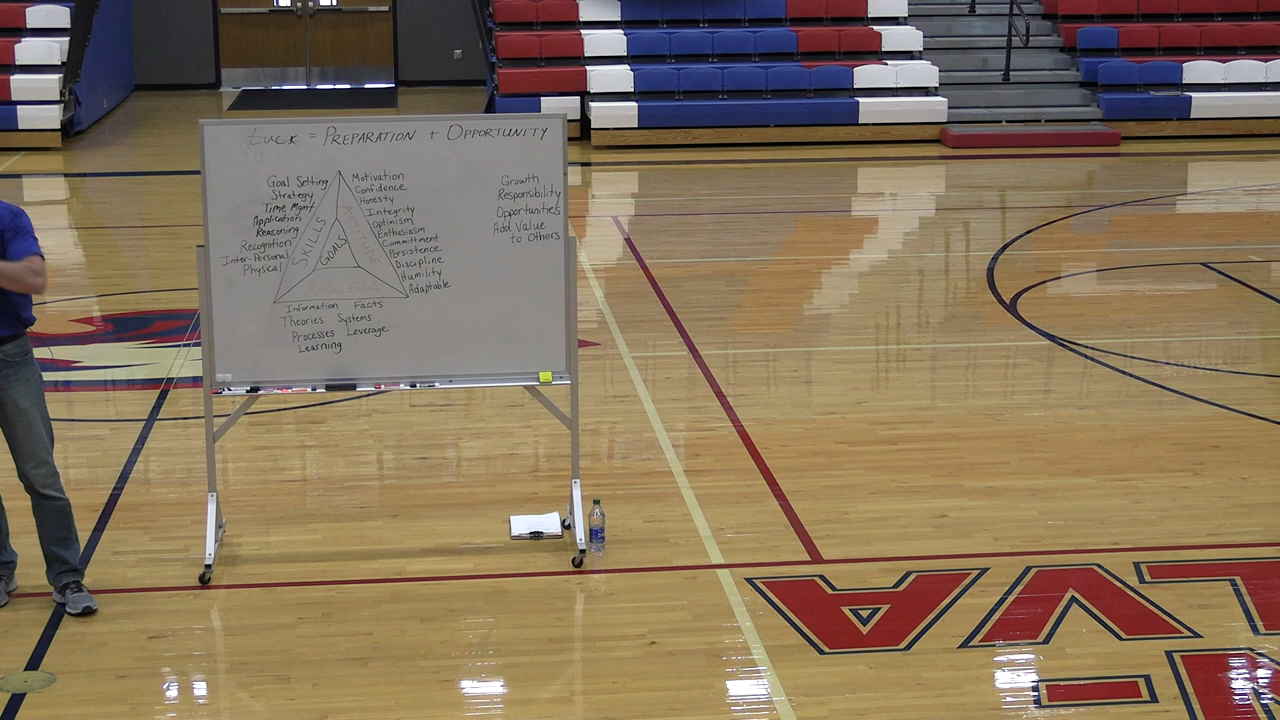 Luck = Preparation + Opportunity
Goal Setting
Strategy
Time Mgmt
Application
Reasoning
Recognition
Inter-Personal
Physical
SKILLS
GOALS
ATTITUDE
KNOWLEDGE
Motivation
Confidence
Honesty
Integrity
Optimism
Enthusiasm
Committment
Persistence
Discipline
Humility
Adaptable
Information Facts
Theories Systems
Processes Leverage
Learning
Growth
Responsibility
Opportunities
Add Value
to Others